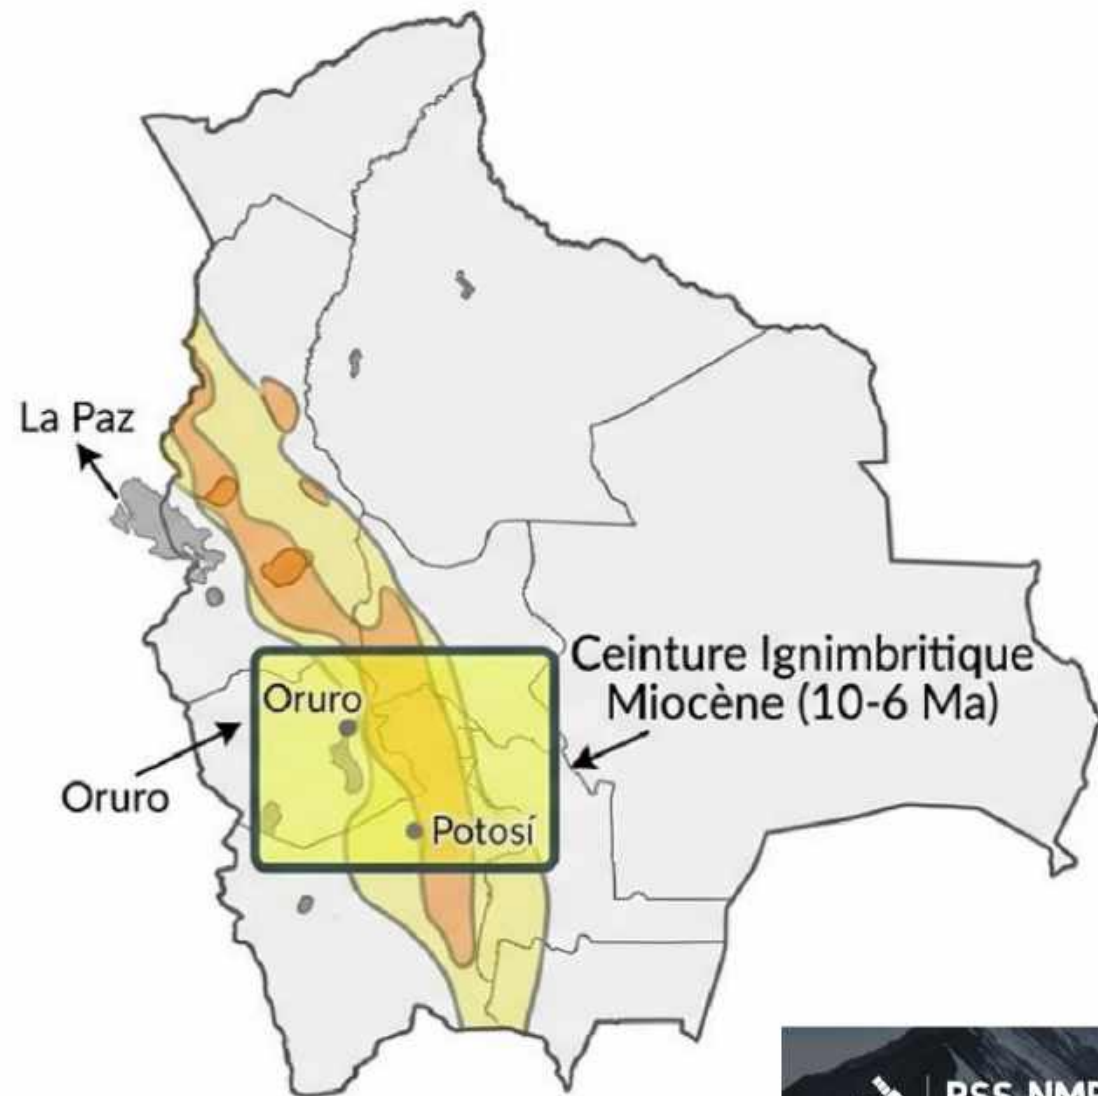 La Paz
Ceinture Ignimbritique
Miocène (10-6 Ma)
Oruro
Oruro
Potosí